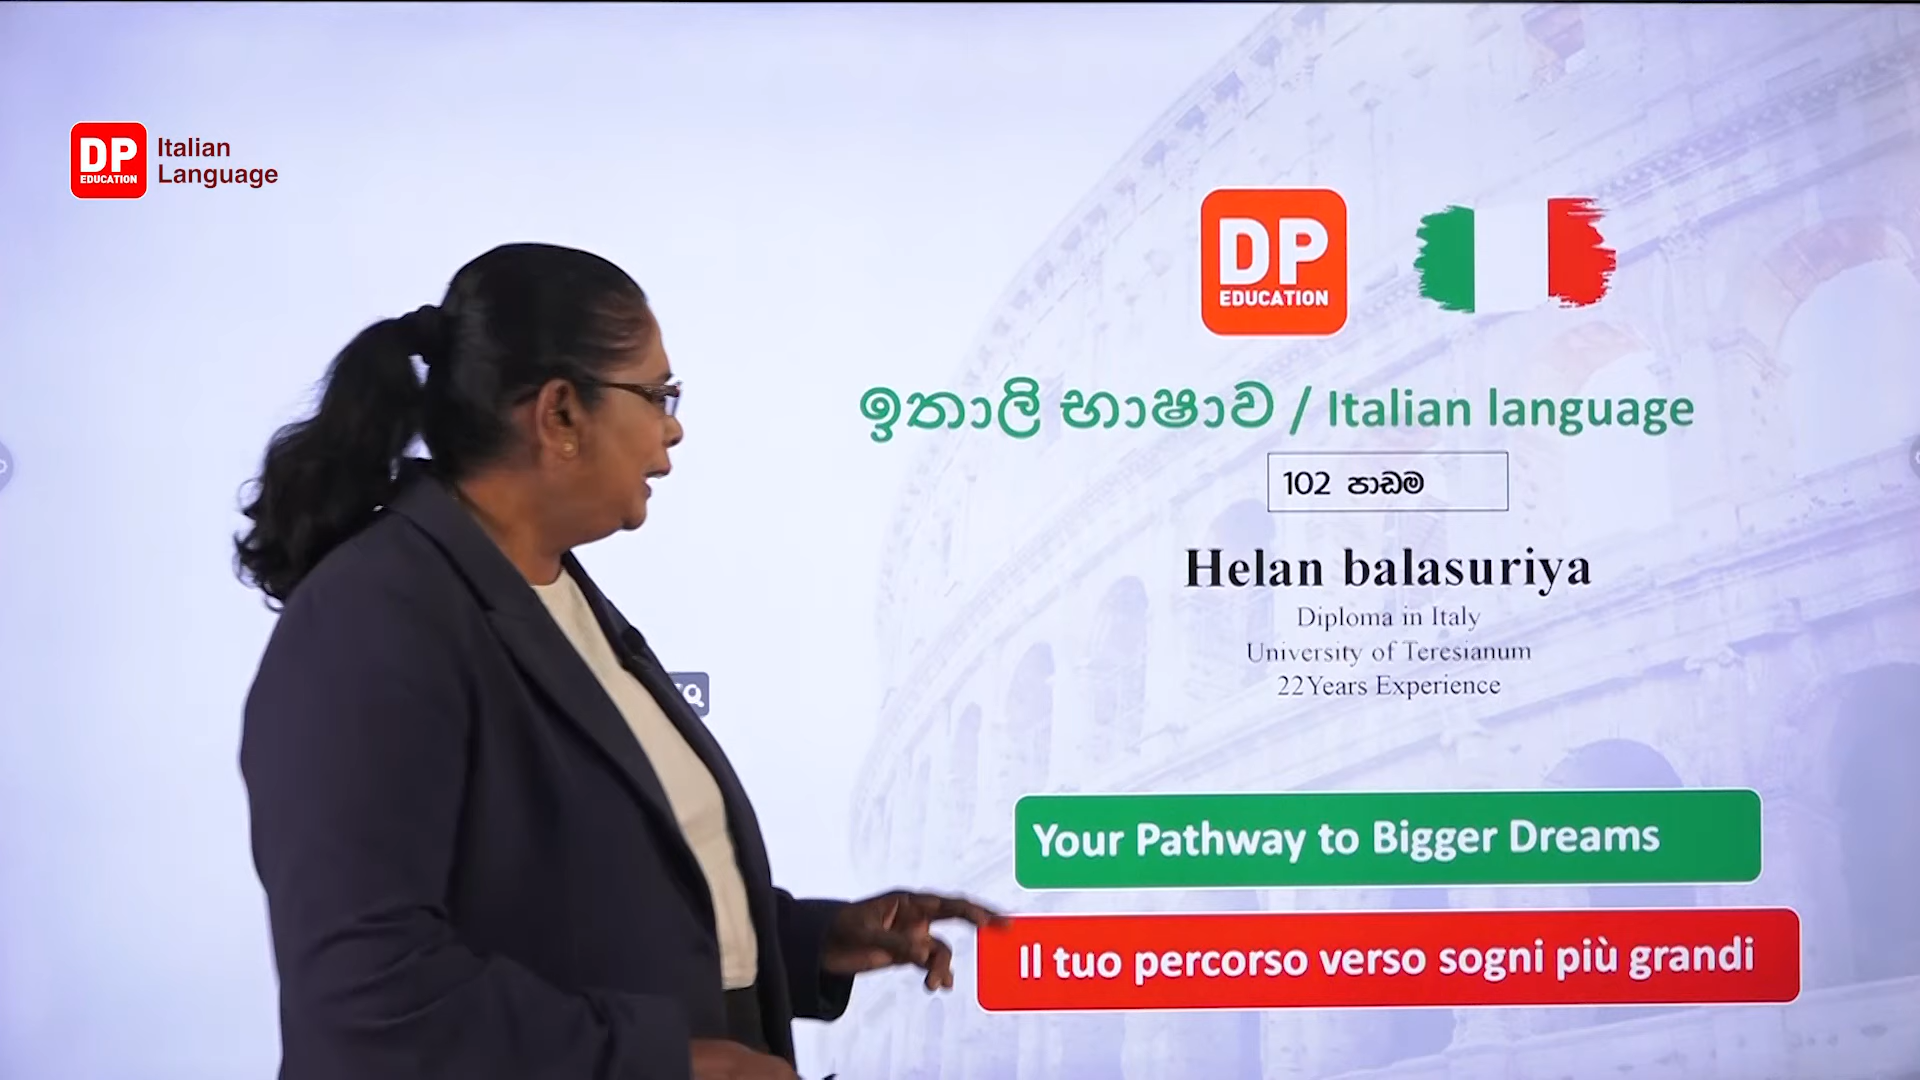 DP
EDUCATION
Italian
Language
DP
EDUCATION
ඉතාලි භාෂාව / Italian language
102 පාඩම
Helan balasuriya
Diploma in Italy
University of Teresianum
22Years Experience
Your Pathway to Bigger Dreams
Il tuo percorso verso sogni più grandi